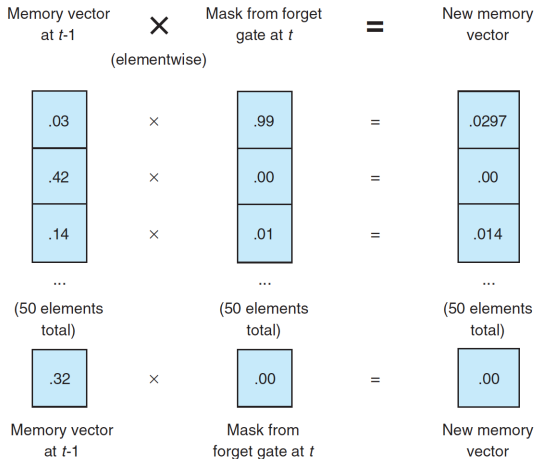 Memory vector
at t-1
×
(elementwise)
Mask from forget
gate at t
=
New memory
vector
.03 × .99 = .0297
.42 × .00 = .00
.14 × .01 = .014
... ... ...
(50 elements
total)
(50 elements
total)
(50 elements
total)
.32 × .00 = .00
Memory vector
at t-1
Mask from
forget gate at t
New memory
vector